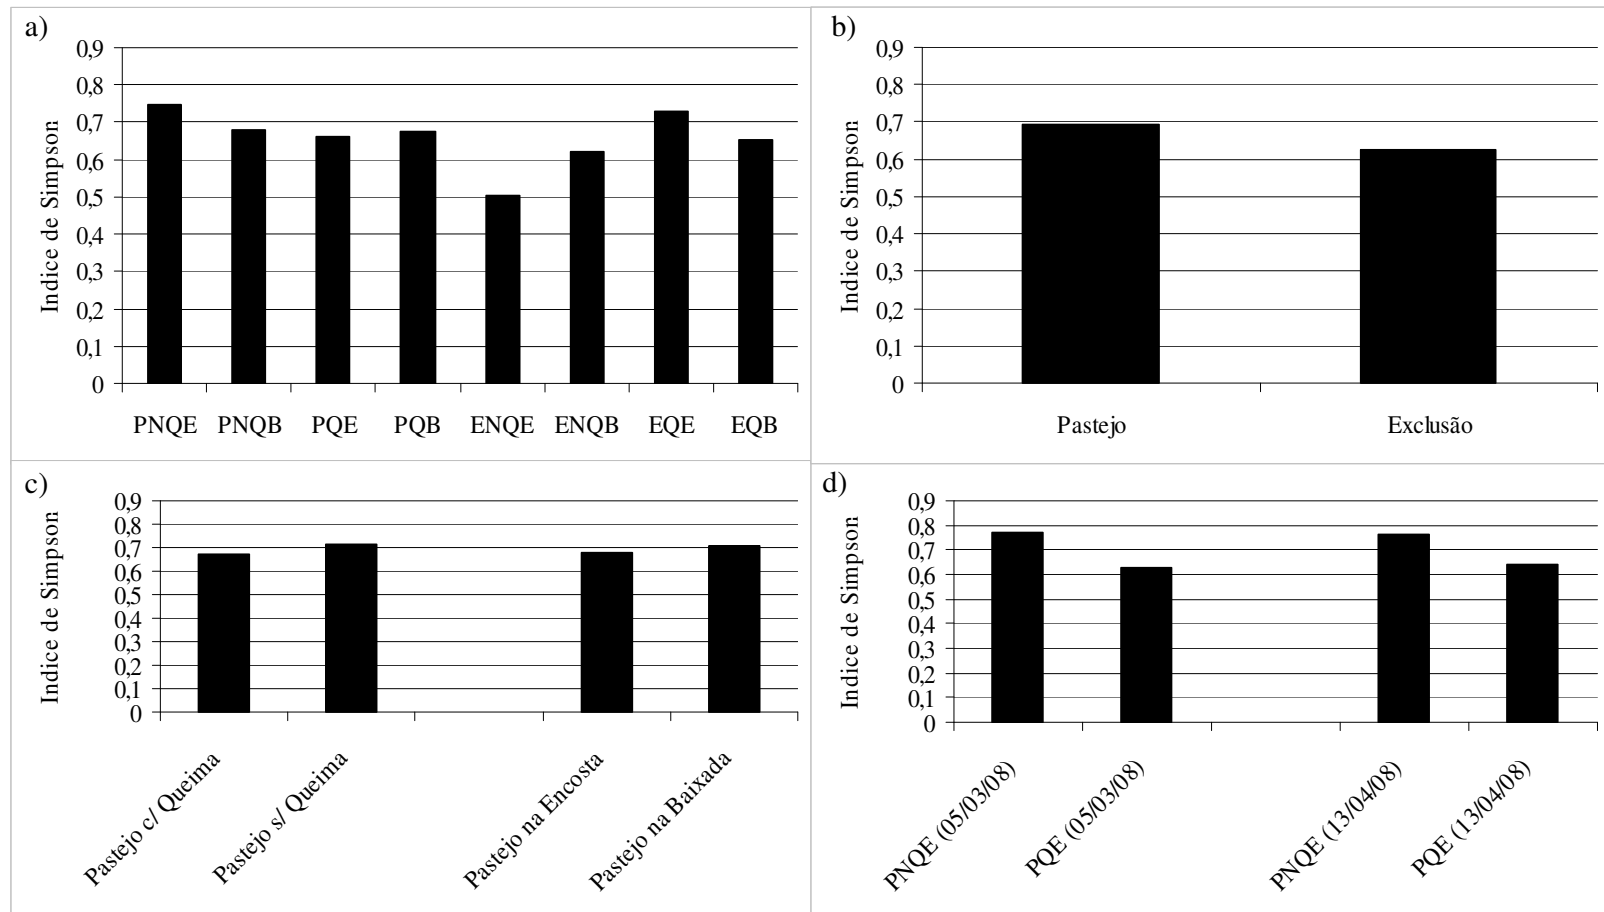 a)
Indice de Simpson
0,9
0,8
0,7
0,6
0,5
0,4
0,3
0,2
0,1
0
PNQE PNQB PQE PQB ENQE ENQB EQE EQB
b)
Indice de Simpson
0,9
0,8
0,7
0,6
0,5
0,4
0,3
0,2
0,1
0
Pastejo Exclusão
c)
Indice de Simpson
0,9
0,8
0,7
0,6
0,5
0,4
0,3
0,2
0,1
0
Pastejo c/ Queima
Pastejo s/ Queima
Pastejo na Encosta
Pastejo na Baixada
d)
Indice de Simpson
0,9
0,8
0,7
0,6
0,5
0,4
0,3
0,2
0,1
0
PNQE (05/03/08)
PQE (05/03/08)
PNQE (13/04/08)
PQE (13/04/08)